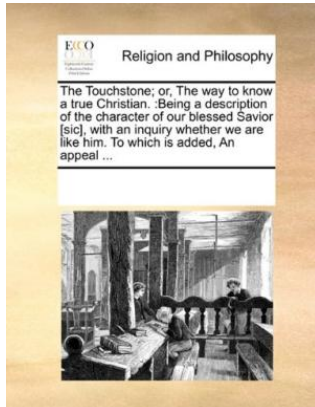 ECCO
Religion and Philosophy
The Touchstone; or, The way to know
a true Christian. :Being a description
of the character of our blessed Savior
[sic], with an inquiry whether we are
like him. To which is added, An
appeal ...